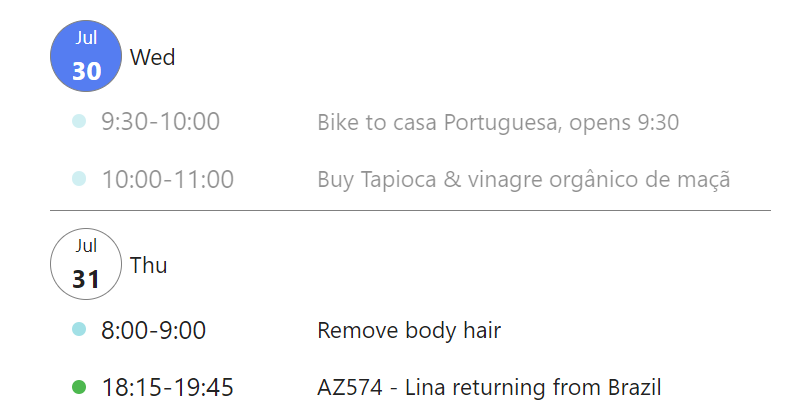 Jul
30 Wed
9:30-10:00 Bike to casa Portuguesa, opens 9:30
10:00-11:00 Buy Tapioca & vinagre orgânico de maçã
Jul
31 Thu
8:00-9:00 Remove body hair
18:15-19:45 AZ574 - Lina returning from Brazil